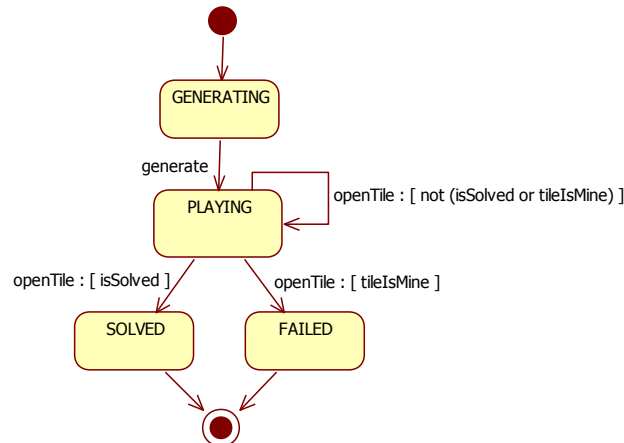 GENERATING
generate
PLAYING
openTile : [ not (isSolved or tileIsMine) ]
openTile : [ isSolved ]
openTile : [ tileIsMine ]
SOLVED
FAILED